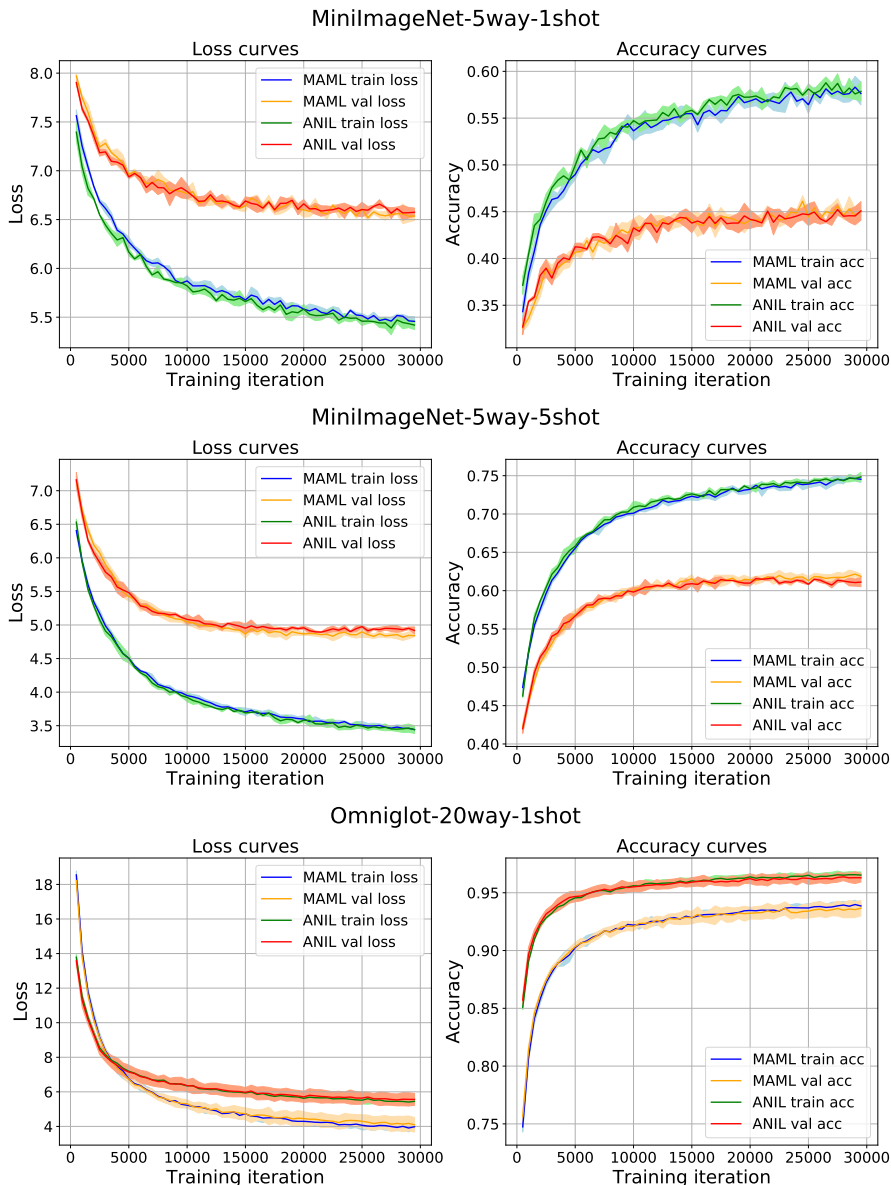 MiniImageNet-5way-1shot
Loss curves
Accuracy curves
8.0
7.5
7.0
6.5
6.0
5.5
Loss
MAML train loss
MAML val loss
ANIL train loss
ANIL val loss
0 5000 10000 15000 20000 25000 30000
Training iteration
0.60
0.55
0.50
0.45
0.40
0.35
Accuracy
MAML train acc
MAML val acc
ANIL train acc
ANIL val acc
0 5000 10000 15000 20000 25000 30000
Training iteration
MiniImageNet-5way-5shot
Loss curves
Accuracy curves
7.0
6.5
6.0
5.5
5.0
4.5
4.0
3.5
Loss
MAML train loss
MAML val loss
ANIL train loss
ANIL val loss
0 5000 10000 15000 20000 25000 30000
Training iteration
0.75
0.70
0.65
0.60
0.55
0.50
0.45
0.40
Accuracy
MAML train acc
MAML val acc
ANIL train acc
ANIL val acc
0 5000 10000 15000 20000 25000 30000
Training iteration
Omniglot-20way-1shot
Loss curves
Accuracy curves
18
16
14
12
10
8
6
4
Loss
MAML train loss
MAML val loss
ANIL train loss
ANIL val loss
0 5000 10000 15000 20000 25000 30000
Training iteration
0.95
0.90
0.85
0.80
0.75
Accuracy
MAML train acc
MAML val acc
ANIL train acc
ANIL val acc
0 5000 10000 15000 20000 25000 30000
Training iteration